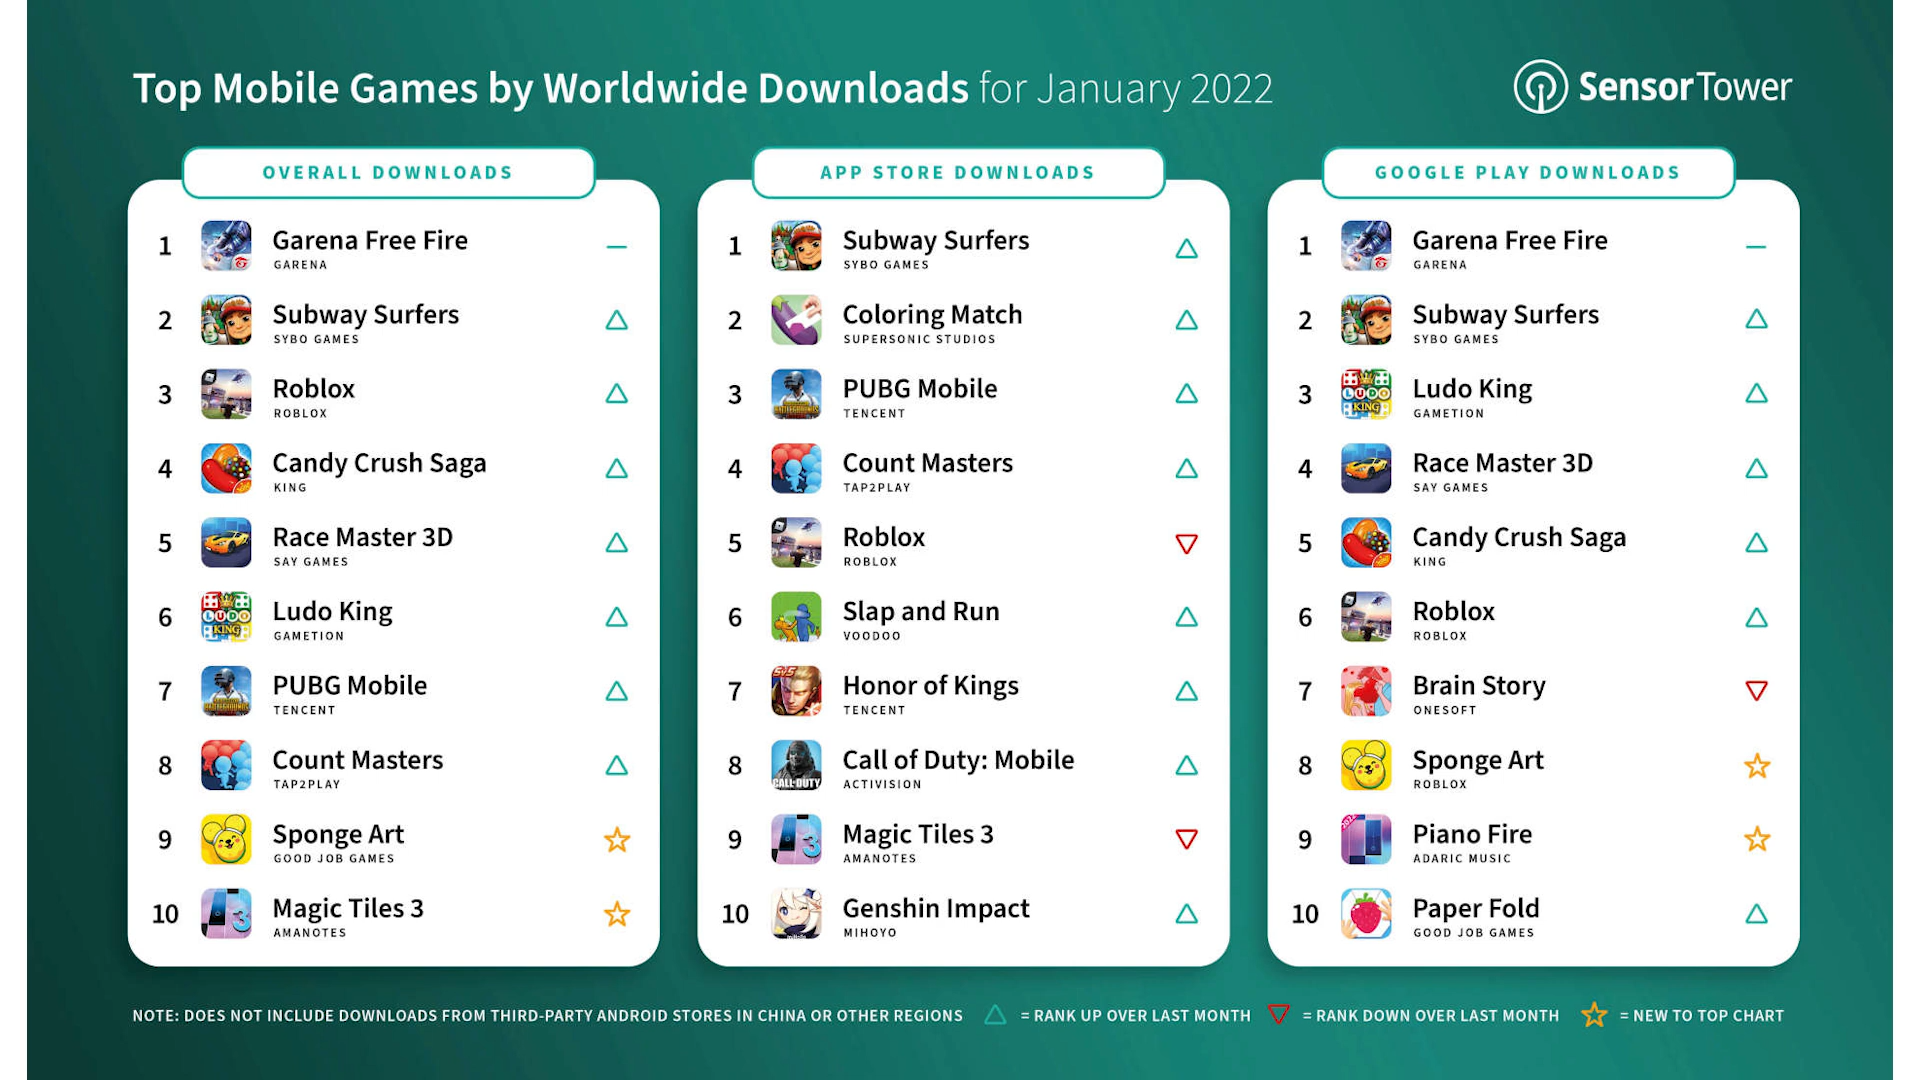 Top Mobile Games by Worldwide Downloads for January 2022
SensorTower
OVERALL DOWNLOADS
1 Garena Free Fire
GARENA
2 Subway Surfers
SYBO GAMES
3 Roblox
ROBLOX
4 Candy Crush Saga
KING
5 Race Master 3D
SAY GAMES
6 Ludo King
GAMETION
7 PUBG Mobile
TENCENT
8 Count Masters
TAP2PLAY
9 Sponge Art
GOOD JOB GAMES
10 Magic Tiles 3
AMANOTES
APP STORE DOWNLOADS
1 Subway Surfers
SYBO GAMES
2 Coloring Match
SUPERSONIC STUDIOS
3 PUBG Mobile
TENCENT
4 Count Masters
TAP2PLAY
5 Roblox
ROBLOX
6 Slap and Run
VOODOO
7 Honor of Kings
TENCENT
8 Call of Duty: Mobile
ACTIVISION
9 Magic Tiles 3
AMANOTES
10 Genshin Impact
MIHOYO
GOOGLE PLAY DOWNLOADS
1 Garena Free Fire
GARENA
2 Subway Surfers
SYBO GAMES
3 Ludo King
GAMETION
4 Race Master 3D
SAY GAMES
5 Candy Crush Saga
KING
6 Roblox
ROBLOX
7 Brain Story
ONESOFT
8 Sponge Art
ROBLOX
9 Piano Fire
ADARIC MUSIC
10 Paper Fold
GOOD JOB GAMES
NOTE: DOES NOT INCLUDE DOWNLOADS FROM THIRD-PARTY ANDROID STORES IN CHINA OR OTHER REGIONS = RANK UP OVER LAST MONTH = RANK DOWN OVER LAST MONTH = NEW TO TOP CHART